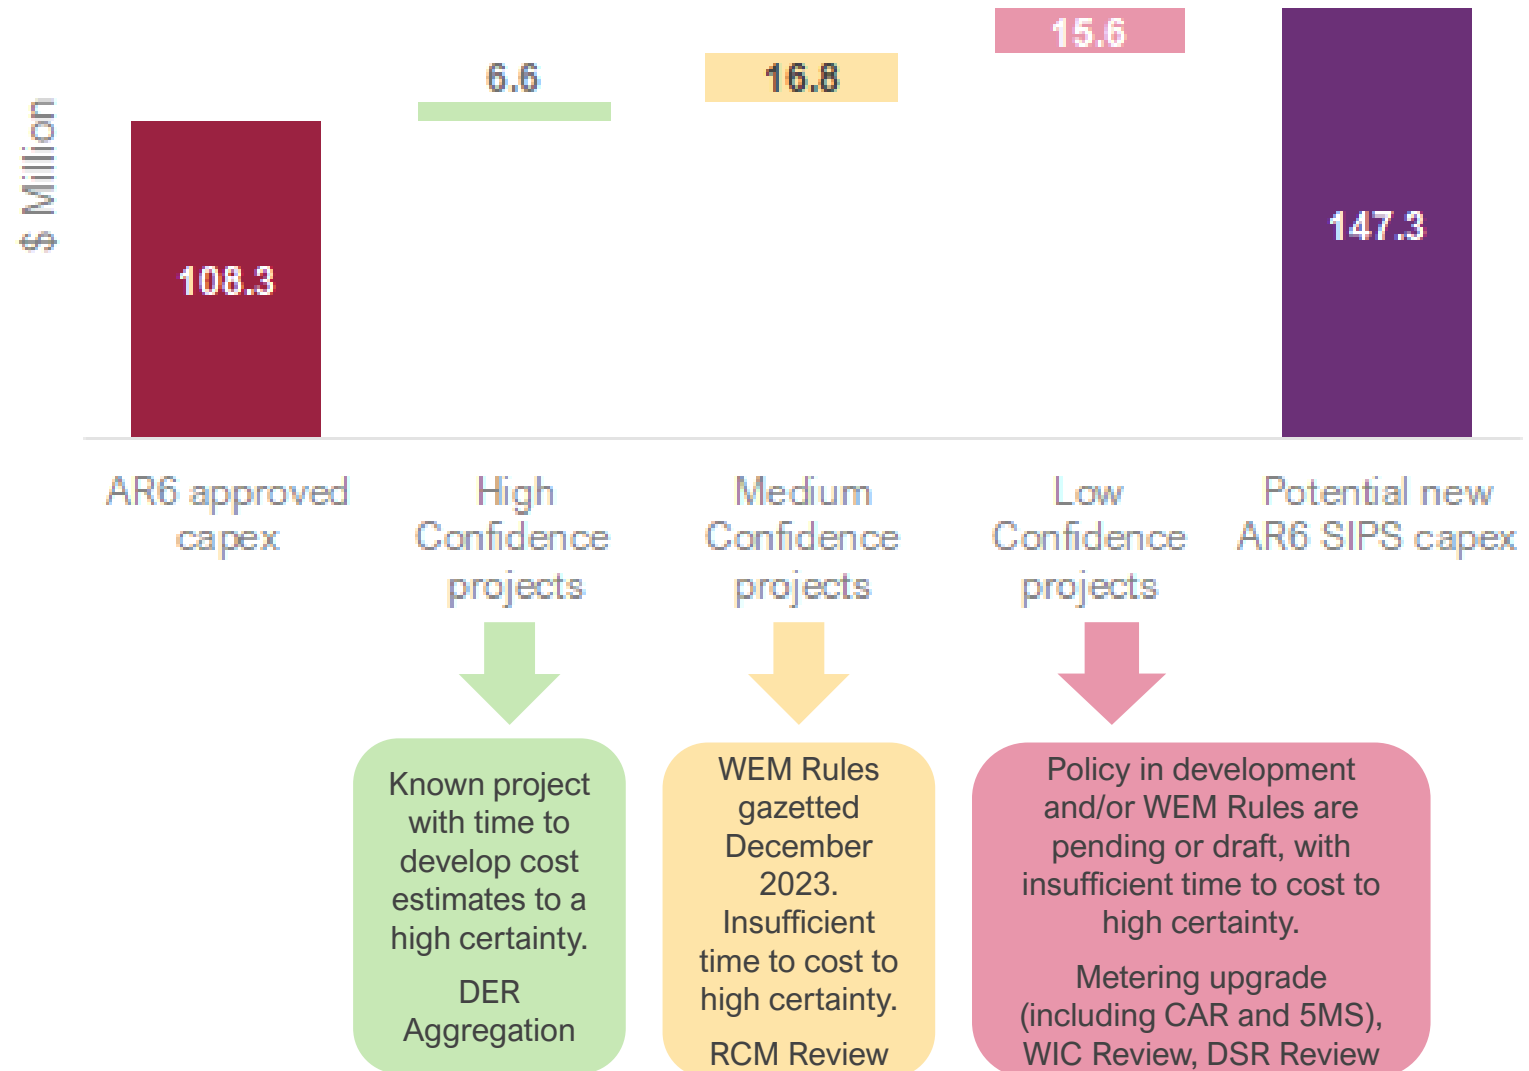 $ Million
108.3
6.6
16.8
15.6
147.3
AR6 approved
capex
High
Confidence
projects
Medium
Confidence
projects
Low
Confidence
projects
Potential new
AR6 SIPS capex
Known project
with time to
develop cost
estimates to a
high certainty.
DER
Aggregation
WEM Rules
gazetted
December
2023.
Insufficient
time to cost to
high certainty.
RCM Review
Policy in development
and/or WEM Rules are
pending or draft, with
insufficient time to cost to
high certainty.
Metering upgrade
(including CAR and 5MS),
WIC Review, DSR Review